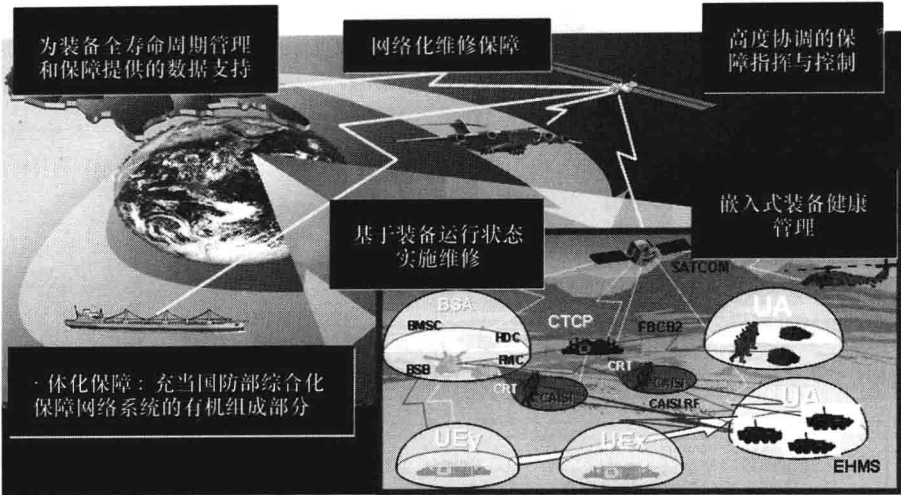 为装备全寿命周期管理
和保障提供的数据支持
网络化维修保障
高度协调的保
障指挥与控制
基于装备运行状态
实施维修
嵌入式装备健康
管理
一体化保障：充当国防部综合化
保障网络系统的有机组成部分
SATCOM
BSA
BMSC
HDC
CTCP
FBCB2
UA
BSB
FMC
CRT
CAISI
CRT
CAISI
CAISI.RF
UA
UEy
UEx
EHMS